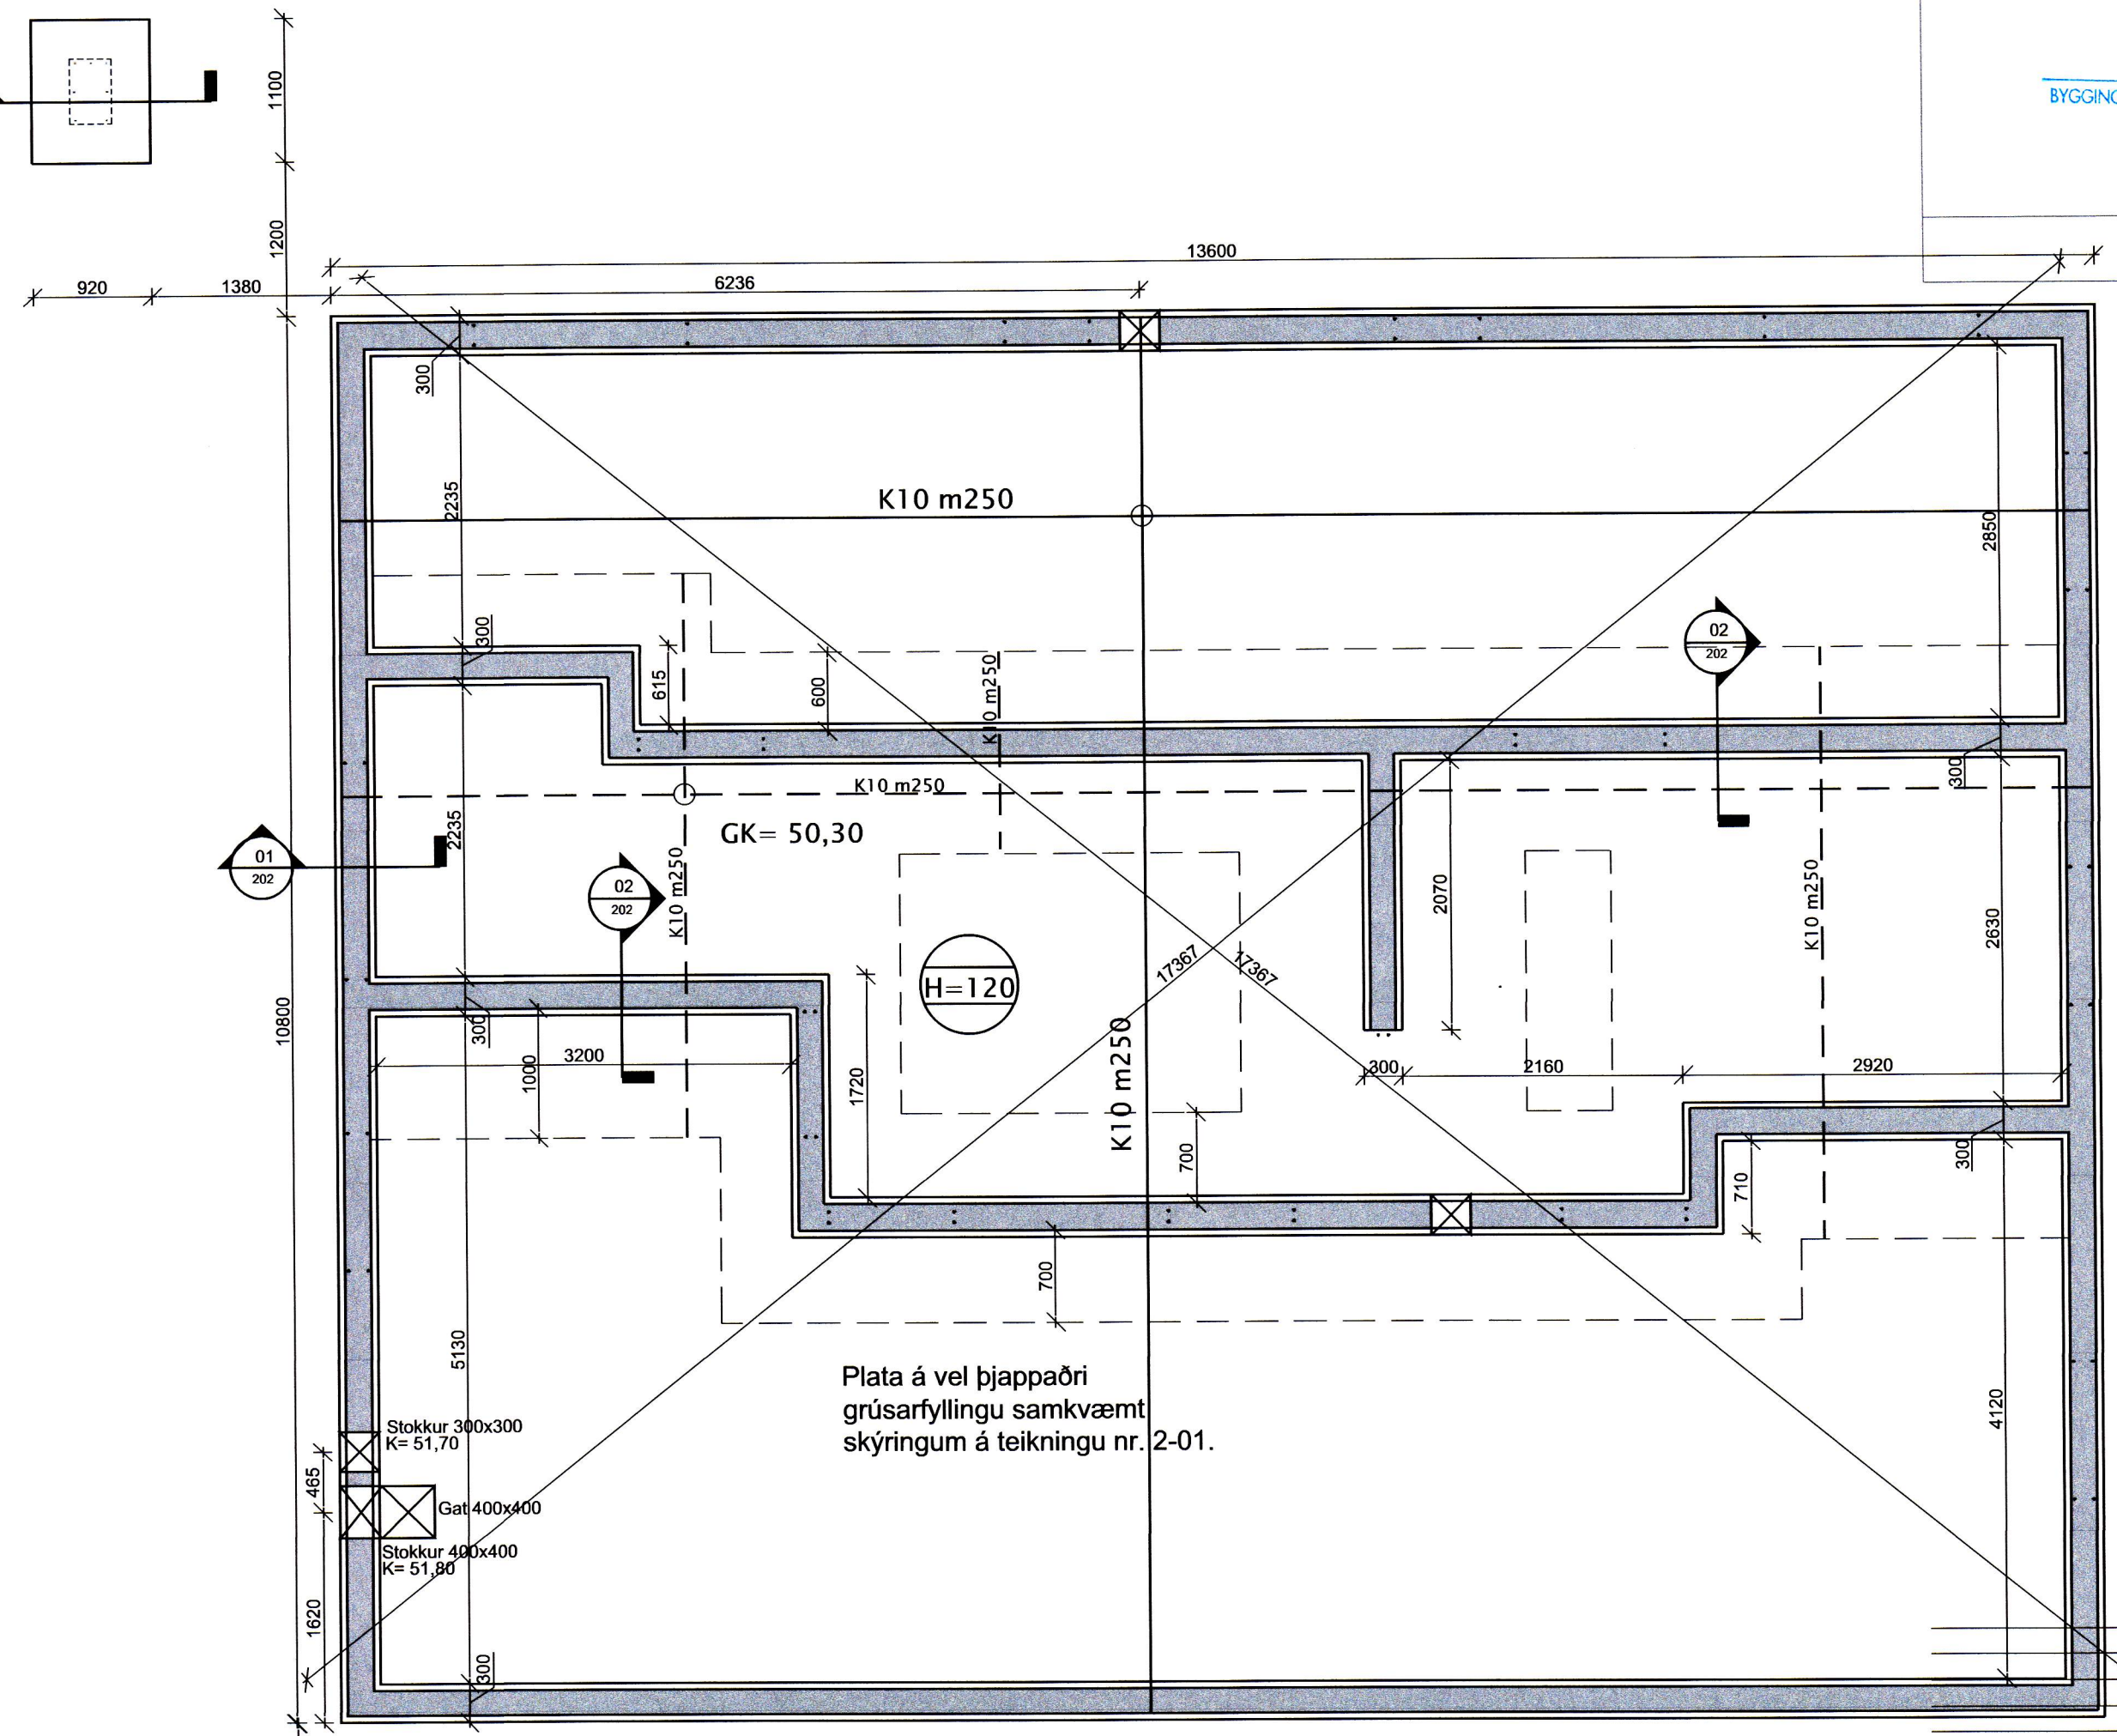 1100
BYGGING
1200
13600
920
1380
6236
300
2235
K10 m250
2850
300
615
600
K10 m250
02
202
K10 m250
300
GK= 50,30
2235
01
202
02
202
K10 m250
2070
K10 m250
2630
H=120
17367
17367
10800
300
1000
3200
1720
K10 m250
300
2160
2920
700
710
300
700
5130
Plata á vel þjappaðri
grúsarfyllingu samkvæmt
skýringum á teikningu nr. 2-01.
4120
Stokkur 300x300
K= 51,70
465
Gat 400x400
Stokkur 400x400
K= 51,80
1620
300